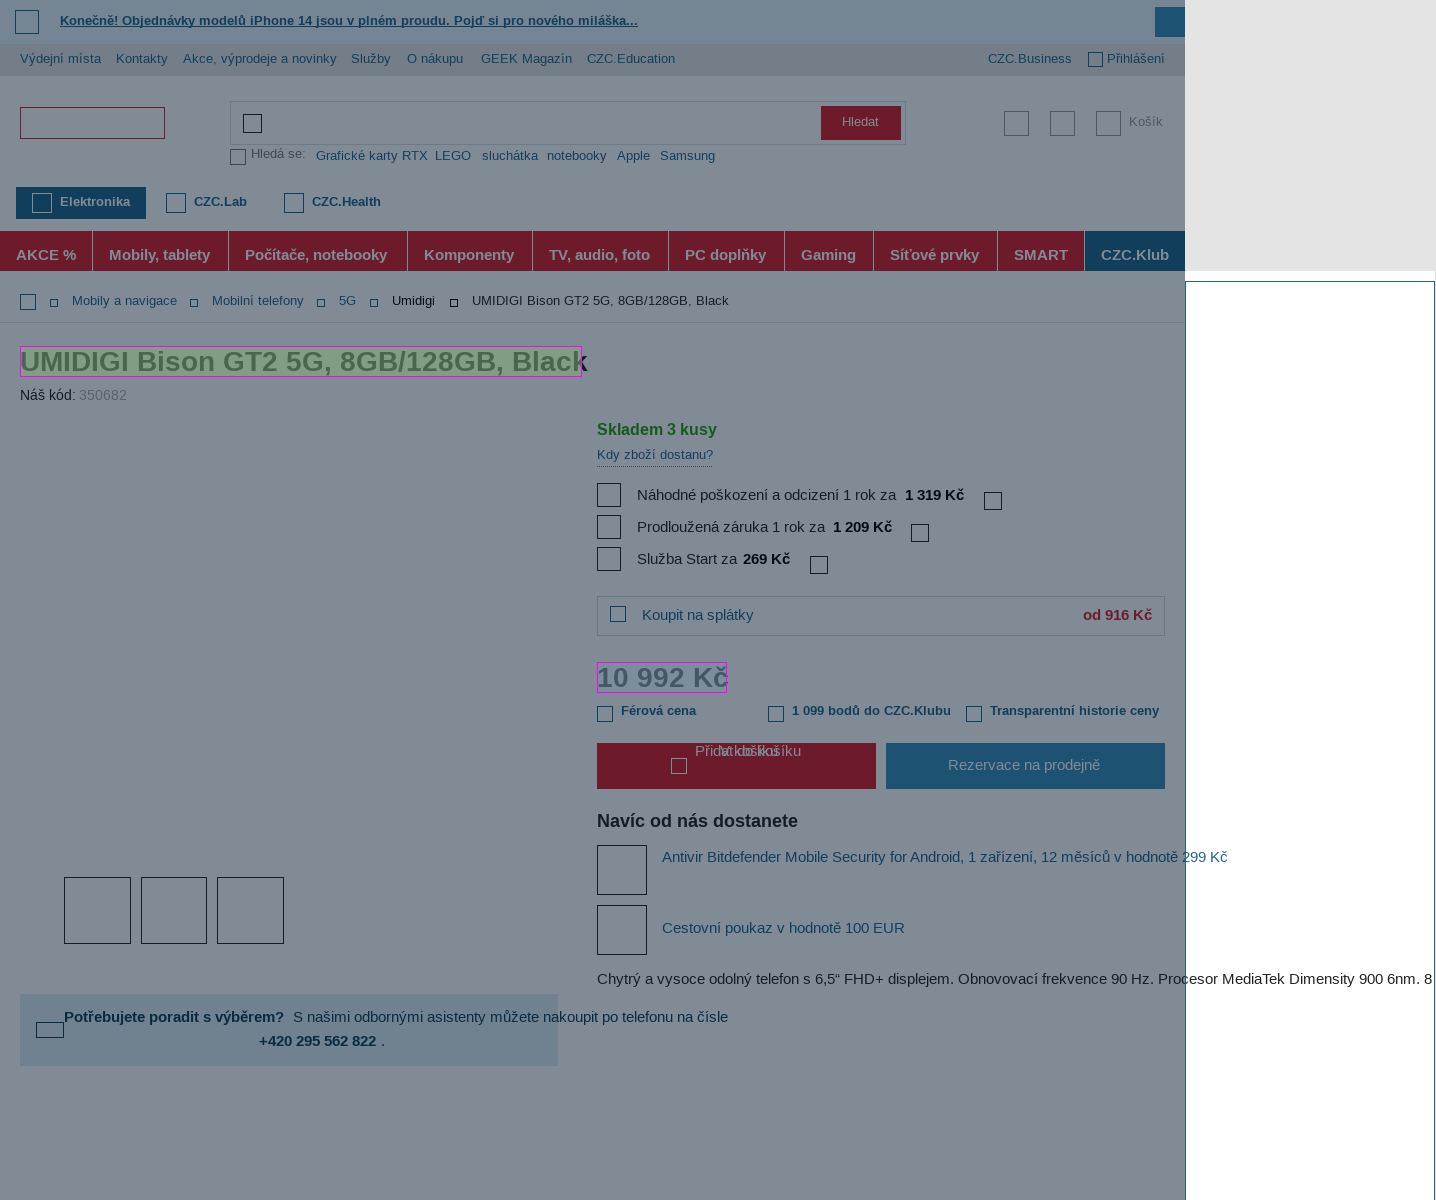 Konečně! Objednávky modelů iPhone 14 jsou v plném proudu. Pojď si pro nového miláška...
Výdejní místa Kontakty Akce, výprodeje a novinky Služby O nákupu GEEK Magazín CZC.Education CZC.Business Přihlášení
Hledat Košík
Hledá se: Grafické karty RTX LEGO sluchátka notebooky Apple Samsung
Elektronika CZC.Lab CZC.Health
AKCE % Mobily, tablety Počítače, notebooky Komponenty TV, audio, foto PC doplňky Gaming Síťové prvky SMART CZC.Klub
Mobily a navigace Mobilní telefony 5G Umidigi UMIDIGI Bison GT2 5G, 8GB/128GB, Black
UMIDIGI Bison GT2 5G, 8GB/128GB, Black
Náš kód: 350682
Skladem 3 kusy
Kdy zboží dostanu?
Náhodné poškození a odcizení 1 rok za 1 319 Kč
Prodloužená záruka 1 rok za 1 209 Kč
Služba Start za 269 Kč
Koupit na splátky od 916 Kč
10 992 Kč
Férová cena 1 099 bodů do CZC.Klubu Transparentní historie ceny
Přidat do košíku V košíku
Rezervace na prodejně
Navíc od nás dostanete
Antivir Bitdefender Mobile Security for Android, 1 zařízení, 12 měsíců v hodnotě 299 Kč
Cestovní poukaz v hodnotě 100 EUR
Chytrý a vysoce odolný telefon s 6,5“ FHD+ displejem. Obnovovací frekvence 90 Hz. Procesor MediaTek Dimensity 900 6nm. 8
Potřebujete poradit s výběrem? S našimi odbornými asistenty můžete nakoupit po telefonu na čísle
+420 295 562 822 .